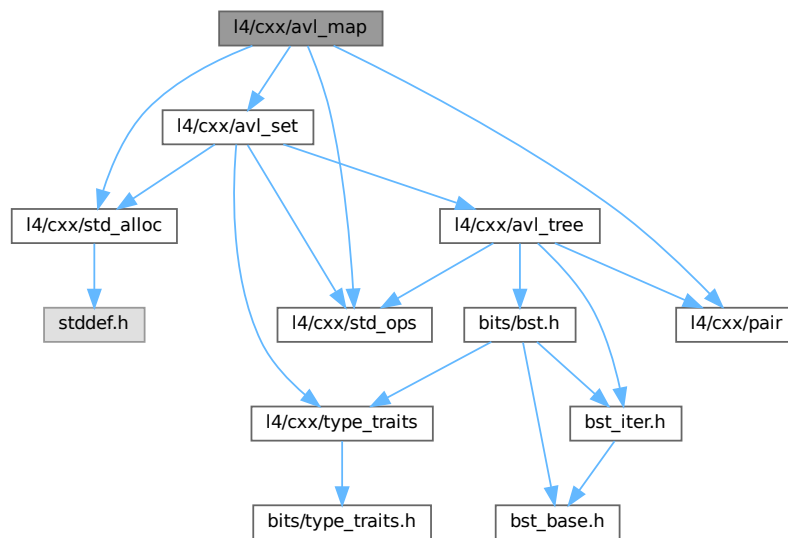 l4/cxx/avl_map
l4/cxx/avl_set
l4/cxx/std_alloc
l4/cxx/avl_tree
stddef.h
l4/cxx/std_ops
bits/bst.h
l4/cxx/pair
l4/cxx/type_traits
bst_iter.h
bits/type_traits.h
bst_base.h